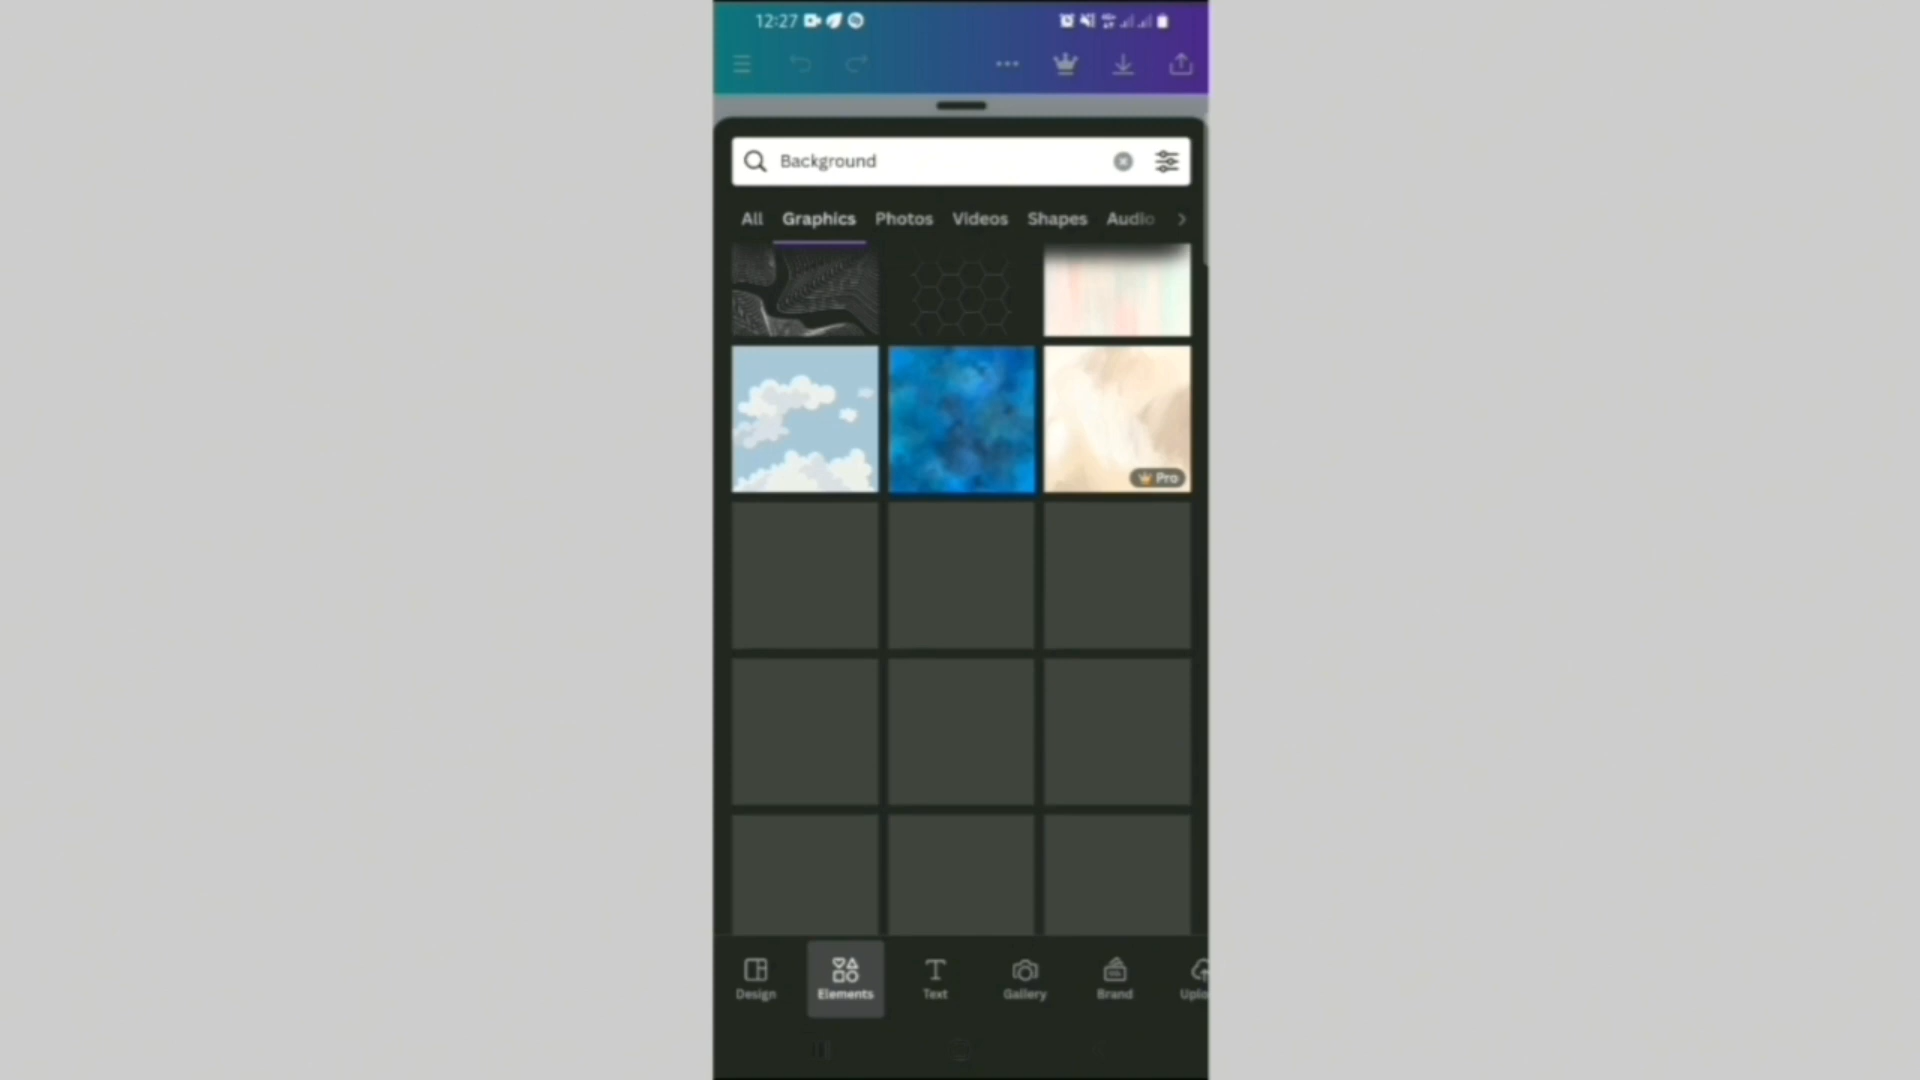 12:27
Background
All Graphics Photos Videos Shapes Audio
Pro
Design Elements Text Gallery Brand Uplo